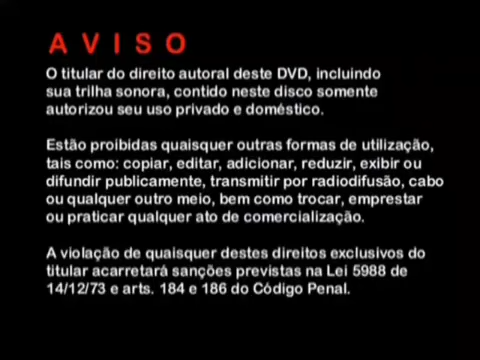 A V I S O
O titular do direito autoral deste DVD, incluindo
sua trilha sonora, contido neste disco somente
autorizou seu uso privado e doméstico.
Estão proibidas quaisquer outras formas de utilização,
tais como: copiar, editar, adicionar, reduzir, exibir ou
difundir publicamente, transmitir por radiodifusão, cabo
ou qualquer outro meio, bem como trocar, emprestar
ou praticar qualquer ato de comercialização.
A violação de quaisquer destes direitos exclusivos do
titular acarretará sanções previstas na Lei 5988 de
14/12/73 e arts. 184 e 186 do Código Penal.